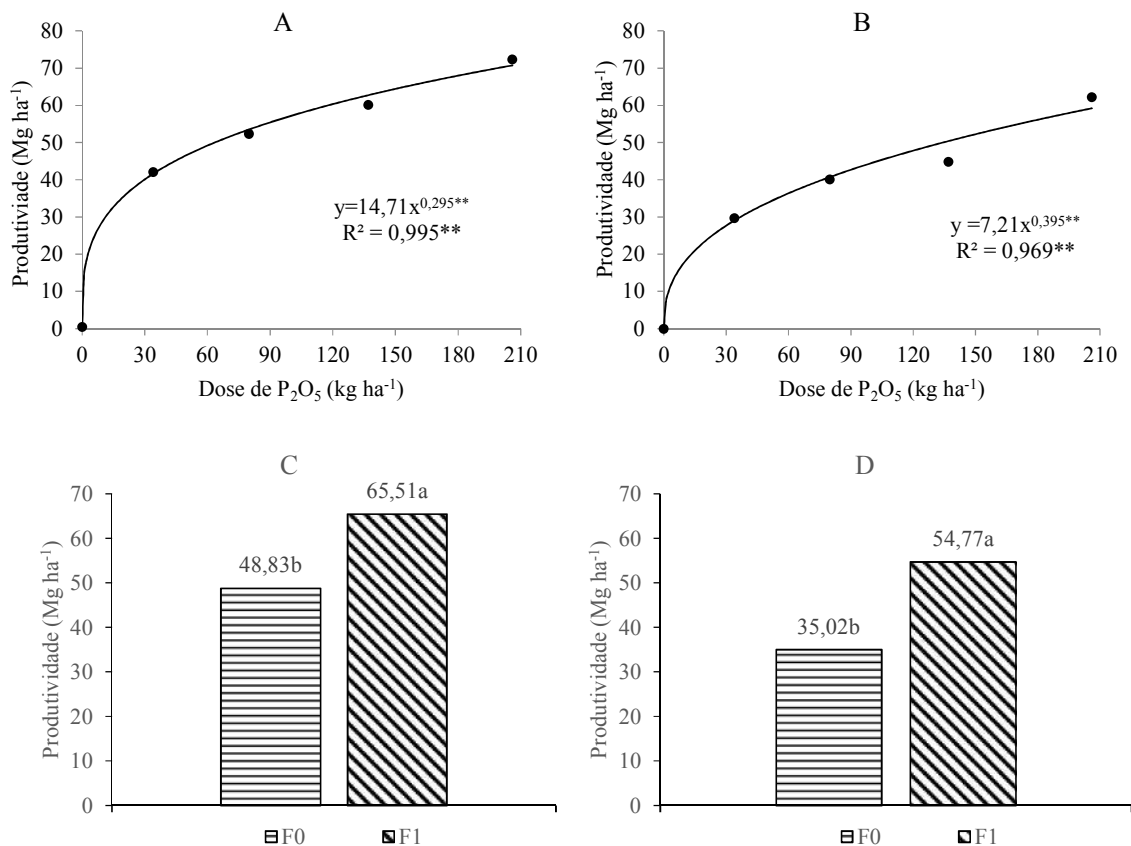 A
Produtiviade (Mg ha⁻¹)
80
70
60
50
40
30
20
10
0
y=14,71x⁰,²⁹⁵**
R² = 0,995**
0 30 60 90 120 150 180 210
Dose de P₂O₅ (kg ha⁻¹)
B
Produtividade (Mg ha⁻¹)
80
70
60
50
40
30
20
10
0
y =7,21x⁰,³⁹⁵**
R² = 0,969**
0 30 60 90 120 150 180 210
Dose de P₂O₅ (kg ha⁻¹)
C
Produtividade (Mg ha⁻¹)
70
60
50
40
30
20
10
0
48,83b
65,51a
F0 F1
D
Produtividade (Mg ha⁻¹)
70
60
50
40
30
20
10
0
35,02b
54,77a
F0 F1